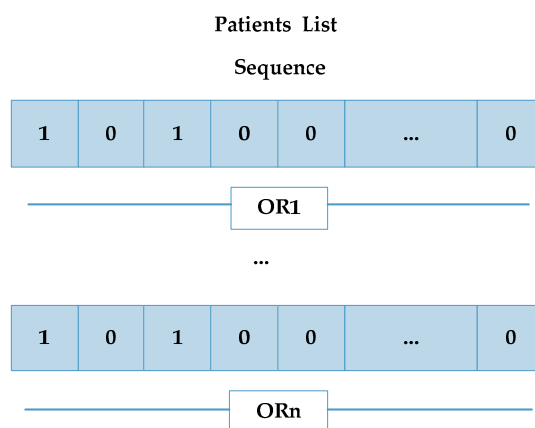 Patients List
Sequence
1 0 1 0 0 ... 0
OR1
...
1 0 1 0 0 ... 0
ORn